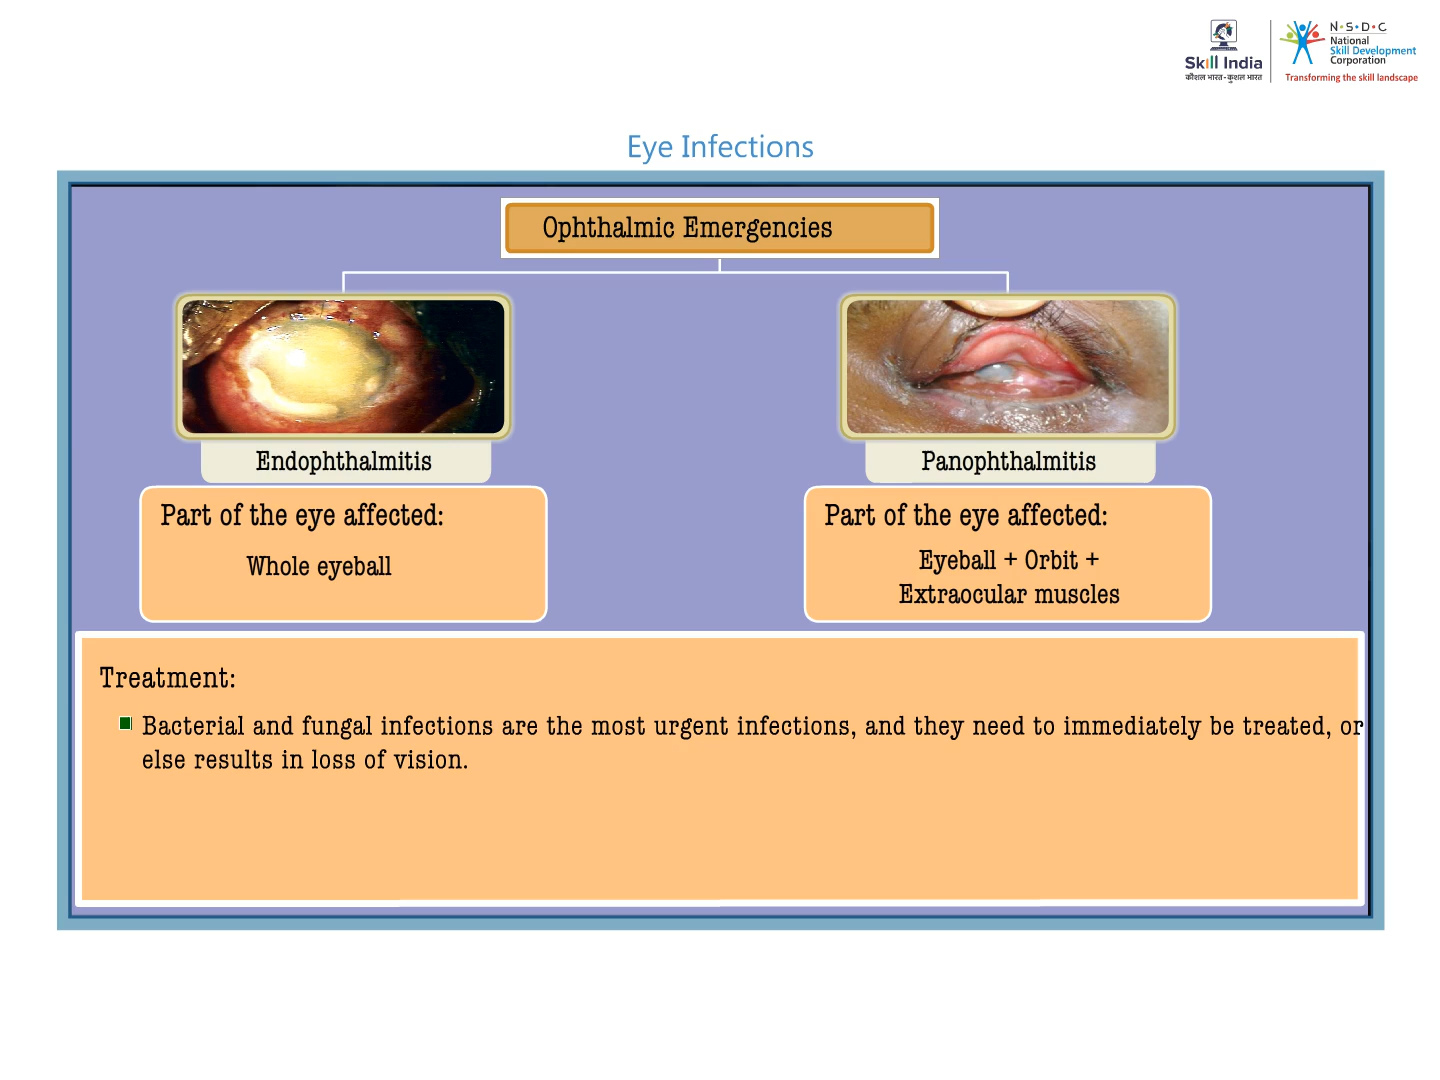 Skill India
कौशल भारत - कुशल भारत
N·S·D·C
National
Skill Development
Corporation
Transforming the skill landscape
Eye Infections
Ophthalmic Emergencies
Endophthalmitis
Panophthalmitis
Part of the eye affected:
Whole eyeball
Part of the eye affected:
Eyeball + Orbit +
Extraocular muscles
Treatment:
Bacterial and fungal infections are the most urgent infections, and they need to immediately be treated, or
else results in loss of vision.